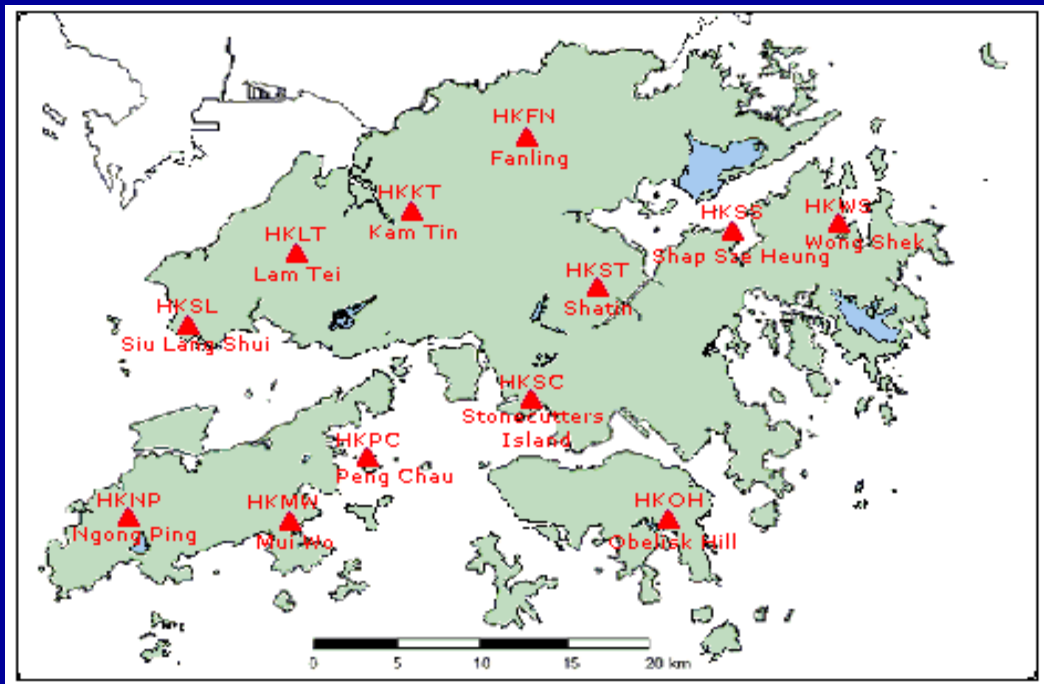 HKFN
Fanling
HKKT
Kam Tin
HKSS
Shap Sze Heung
HKWS
Wong Shek
HKLT
Lam Tei
HKST
Shatin
HKSL
Siu Lang Shui
HKSC
Stonecutters
Island
HKPC
Peng Chau
HKNP
Ngong Ping
HKMW
Mui Wo
HKOH
Obelisk Hill
0 5 10 15 20 km